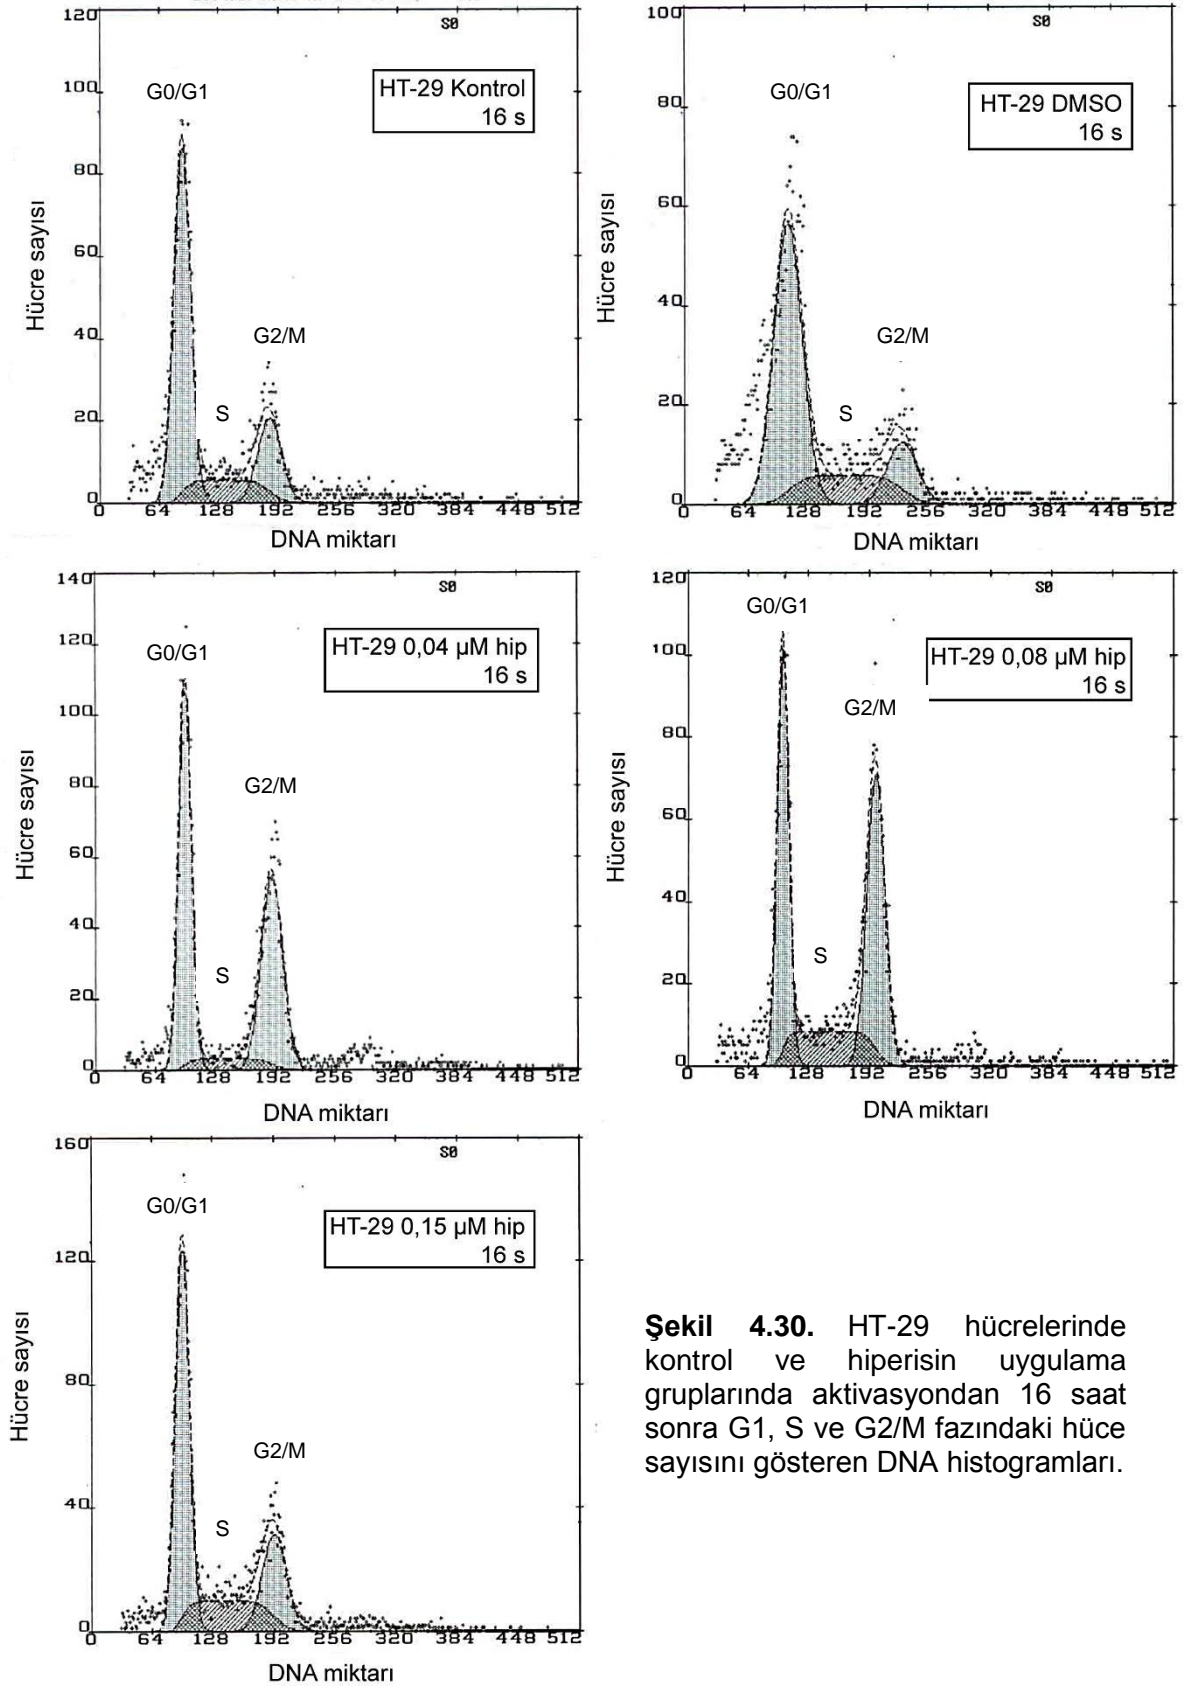 S0
120
100
80
60
40
20
0
G0/G1
HT-29 Kontrol
16 s
G2/M
S
Hücre sayısı
0 64 128 192 256 320 384 448 512
DNA miktarı
S0
100
80
60
40
20
0
G0/G1
HT-29 DMSO
16 s
G2/M
S
Hücre sayısı
0 64 128 192 256 320 384 448 512
DNA miktarı
S0
140
120
100
80
60
40
20
0
G0/G1
HT-29 0,04 µM hip
16 s
G2/M
S
Hücre sayısı
0 64 128 192 256 320 384 448 512
DNA miktarı
S0
120
100
80
60
40
20
0
G0/G1
HT-29 0,08 µM hip
16 s
G2/M
S
Hücre sayısı
0 64 128 192 256 320 384 448 512
DNA miktarı
S0
160
120
80
40
0
G0/G1
HT-29 0,15 µM hip
16 s
G2/M
S
Hücre sayısı
0 64 128 192 256 320 384 448 512
DNA miktarı
Şekil 4.30. HT-29 hücrelerinde
kontrol ve hiperisin uygulama
gruplarında aktivasyondan 16 saat
sonra G1, S ve G2/M fazındaki hüce
sayısını gösteren DNA histogramları.